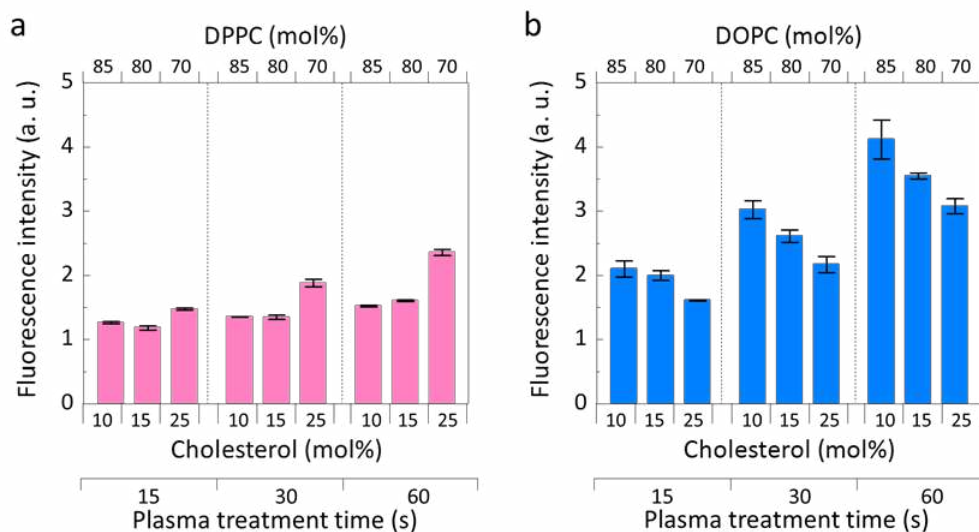 a
DPPC (mol%)
85 80 70 85 80 70 85 80 70
5
4
3
2
1
0
Fluorescence intensity (a. u.)
10 15 25 10 15 25 10 15 25
Cholesterol (mol%)
15 30 60
Plasma treatment time (s)
b
DOPC (mol%)
85 80 70 85 80 70 85 80 70
5
4
3
2
1
0
Fluorescence intensity (a. u.)
10 15 25 10 15 25 10 15 25
Cholesterol (mol%)
15 30 60
Plasma treatment time (s)